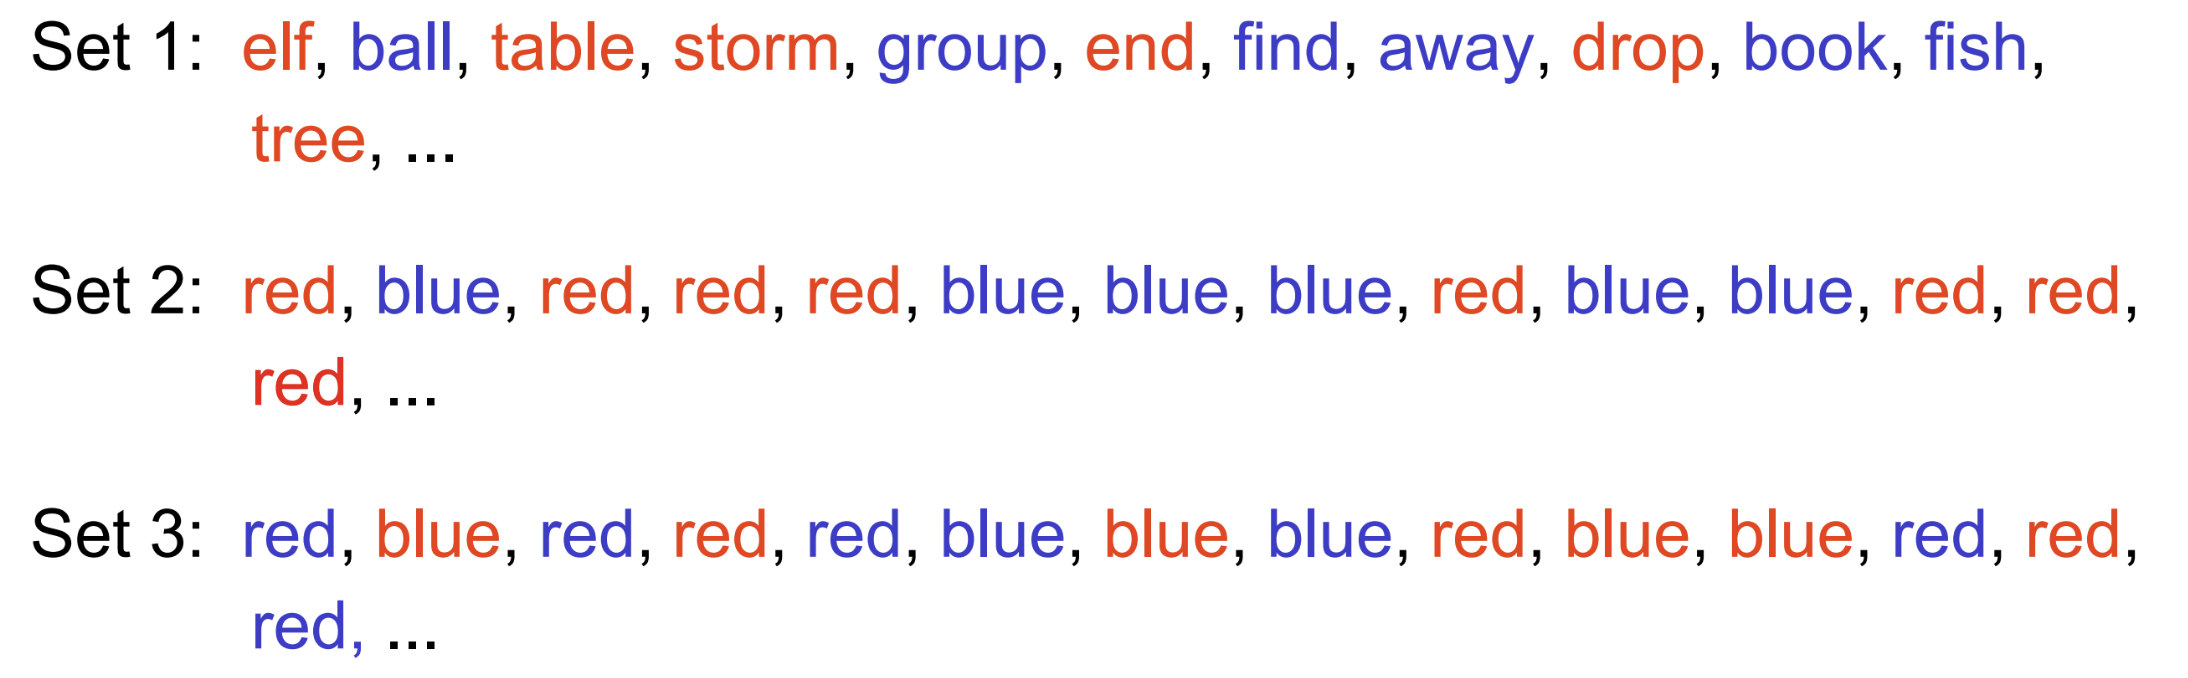 Set 1: elf, ball, table, storm, group, end, find, away, drop, book, fish,
tree, ...
Set 2: red, blue, red, red, red, blue, blue, blue, red, blue, blue, red, red,
red, ...
Set 3: red, blue, red, red, red, blue, blue, blue, red, blue, blue, red, red,
red, ...